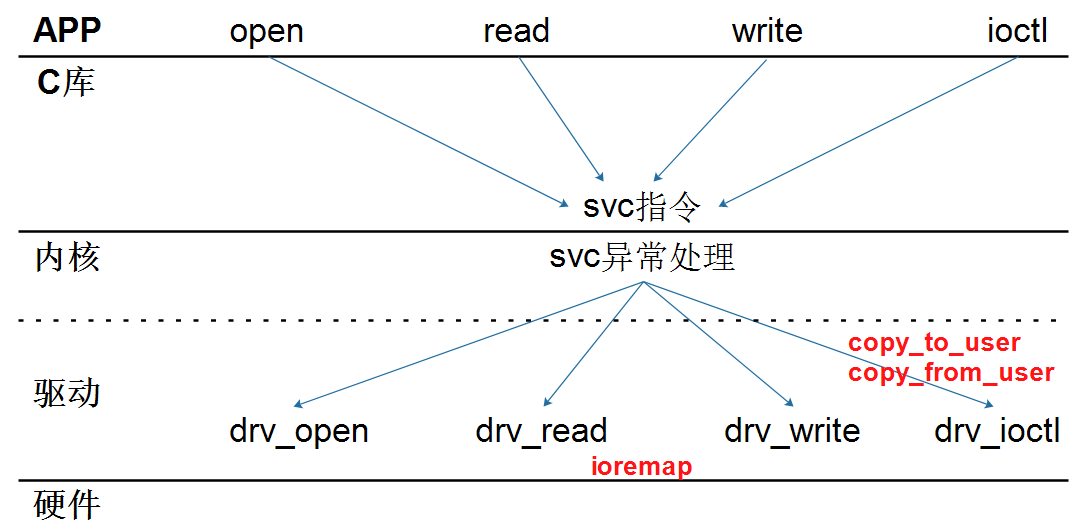 APP open read write ioctl
C库
svc指令
内核 svc异常处理
copy_to_user
copy_from_user
驱动
drv_open drv_read drv_write drv_ioctl
ioremap
硬件